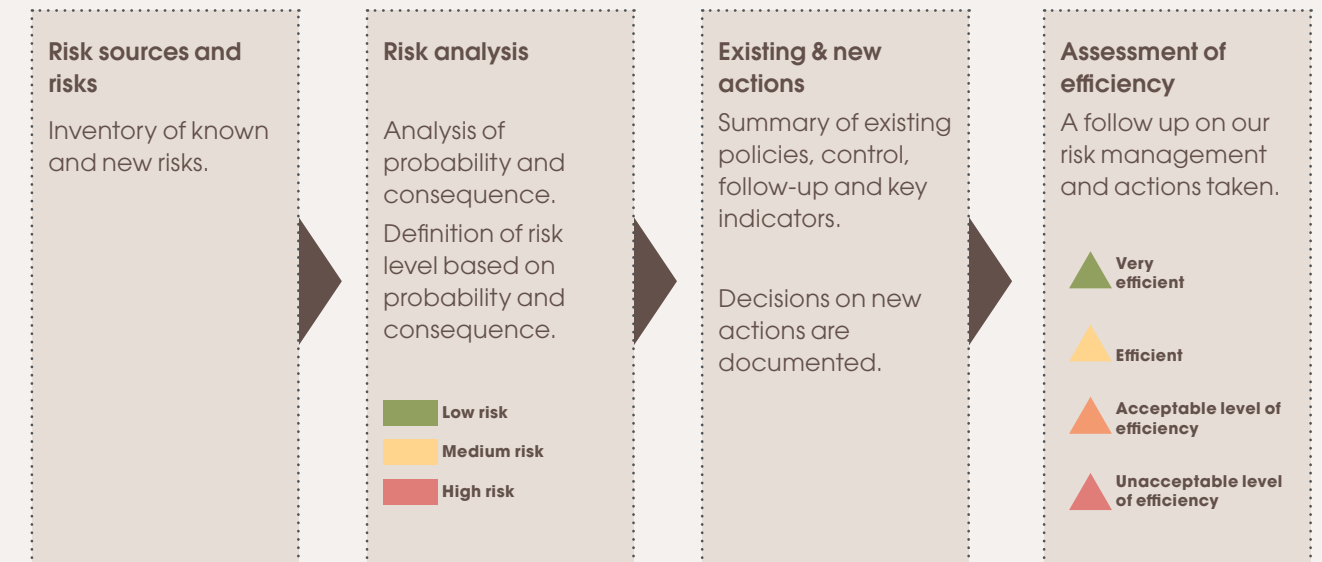 Risk sources and
risks
Inventory of known
and new risks.
Risk analysis
Analysis of
probability and
consequence.
Definition of risk
level based on
probability and
consequence.
Low risk
Medium risk
High risk
Existing & new
actions
Summary of existing
policies, control,
follow-up and key
indicators.
Decisions on new
actions are
documented.
Assessment of
efficiency
A follow up on our
risk management
and actions taken.
Very
efficient
Efficient
Acceptable level of
efficiency
Unacceptable level
of efficiency